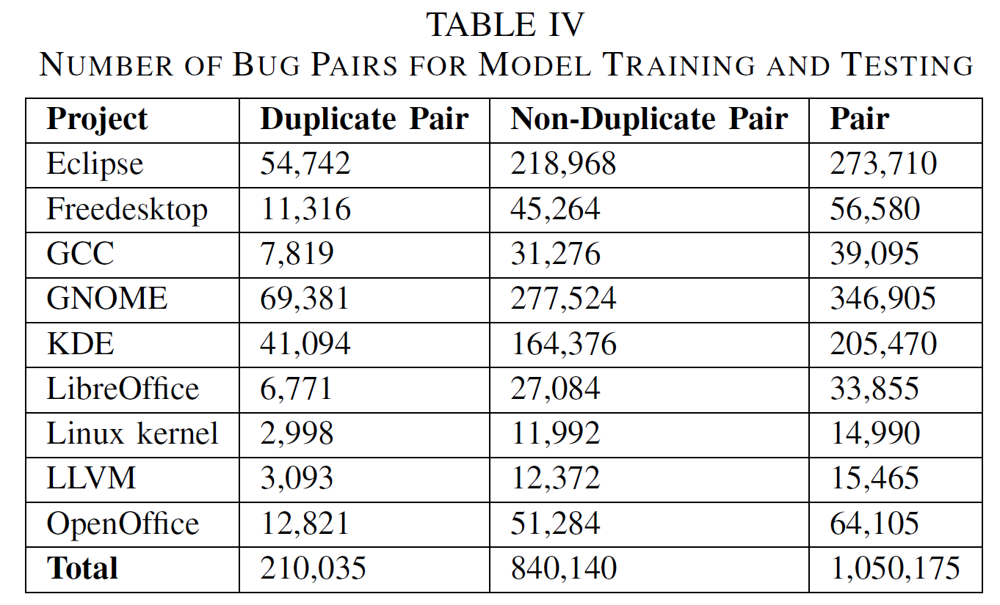 TABLE IV
NUMBER OF BUG PAIRS FOR MODEL TRAINING AND TESTING
Project Duplicate Pair Non-Duplicate Pair Pair
Eclipse 54,742 218,968 273,710
Freedesktop 11,316 45,264 56,580
GCC 7,819 31,276 39,095
GNOME 69,381 277,524 346,905
KDE 41,094 164,376 205,470
LibreOffice 6,771 27,084 33,855
Linux kernel 2,998 11,992 14,990
LLVM 3,093 12,372 15,465
OpenOffice 12,821 51,284 64,105
Total 210,035 840,140 1,050,175